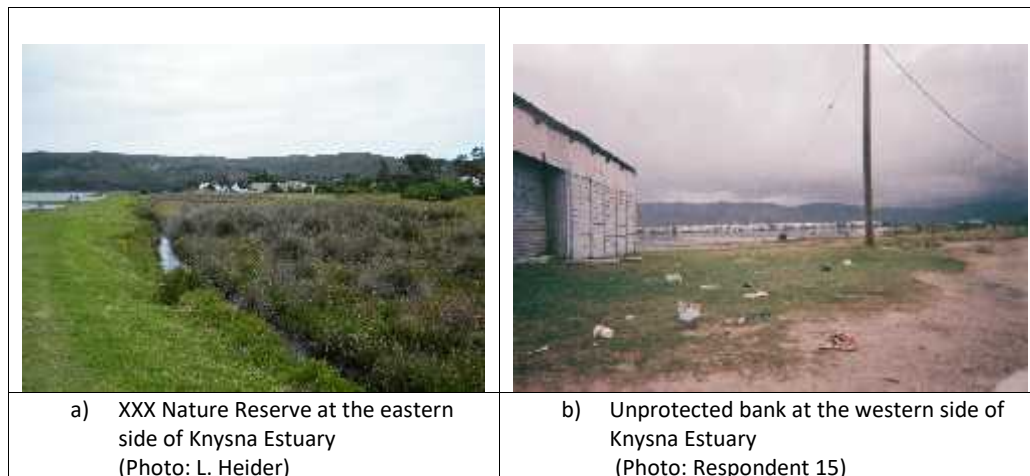 a) XXX Nature Reserve at the eastern
side of Knysna Estuary
(Photo: L. Heider)
b) Unprotected bank at the western side of
Knysna Estuary
(Photo: Respondent 15)